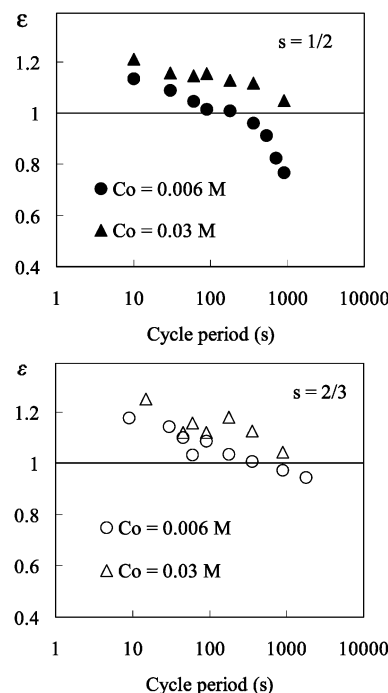 ε
s = 1/2
1.2
1
0.8
0.6
0.4
● Co = 0.006 M
▲ Co = 0.03 M
1 10 100 1000 10000
Cycle period (s)
ε
s = 2/3
1.2
1
0.8
0.6
0.4
○ Co = 0.006 M
△ Co = 0.03 M
1 10 100 1000 10000
Cycle period (s)